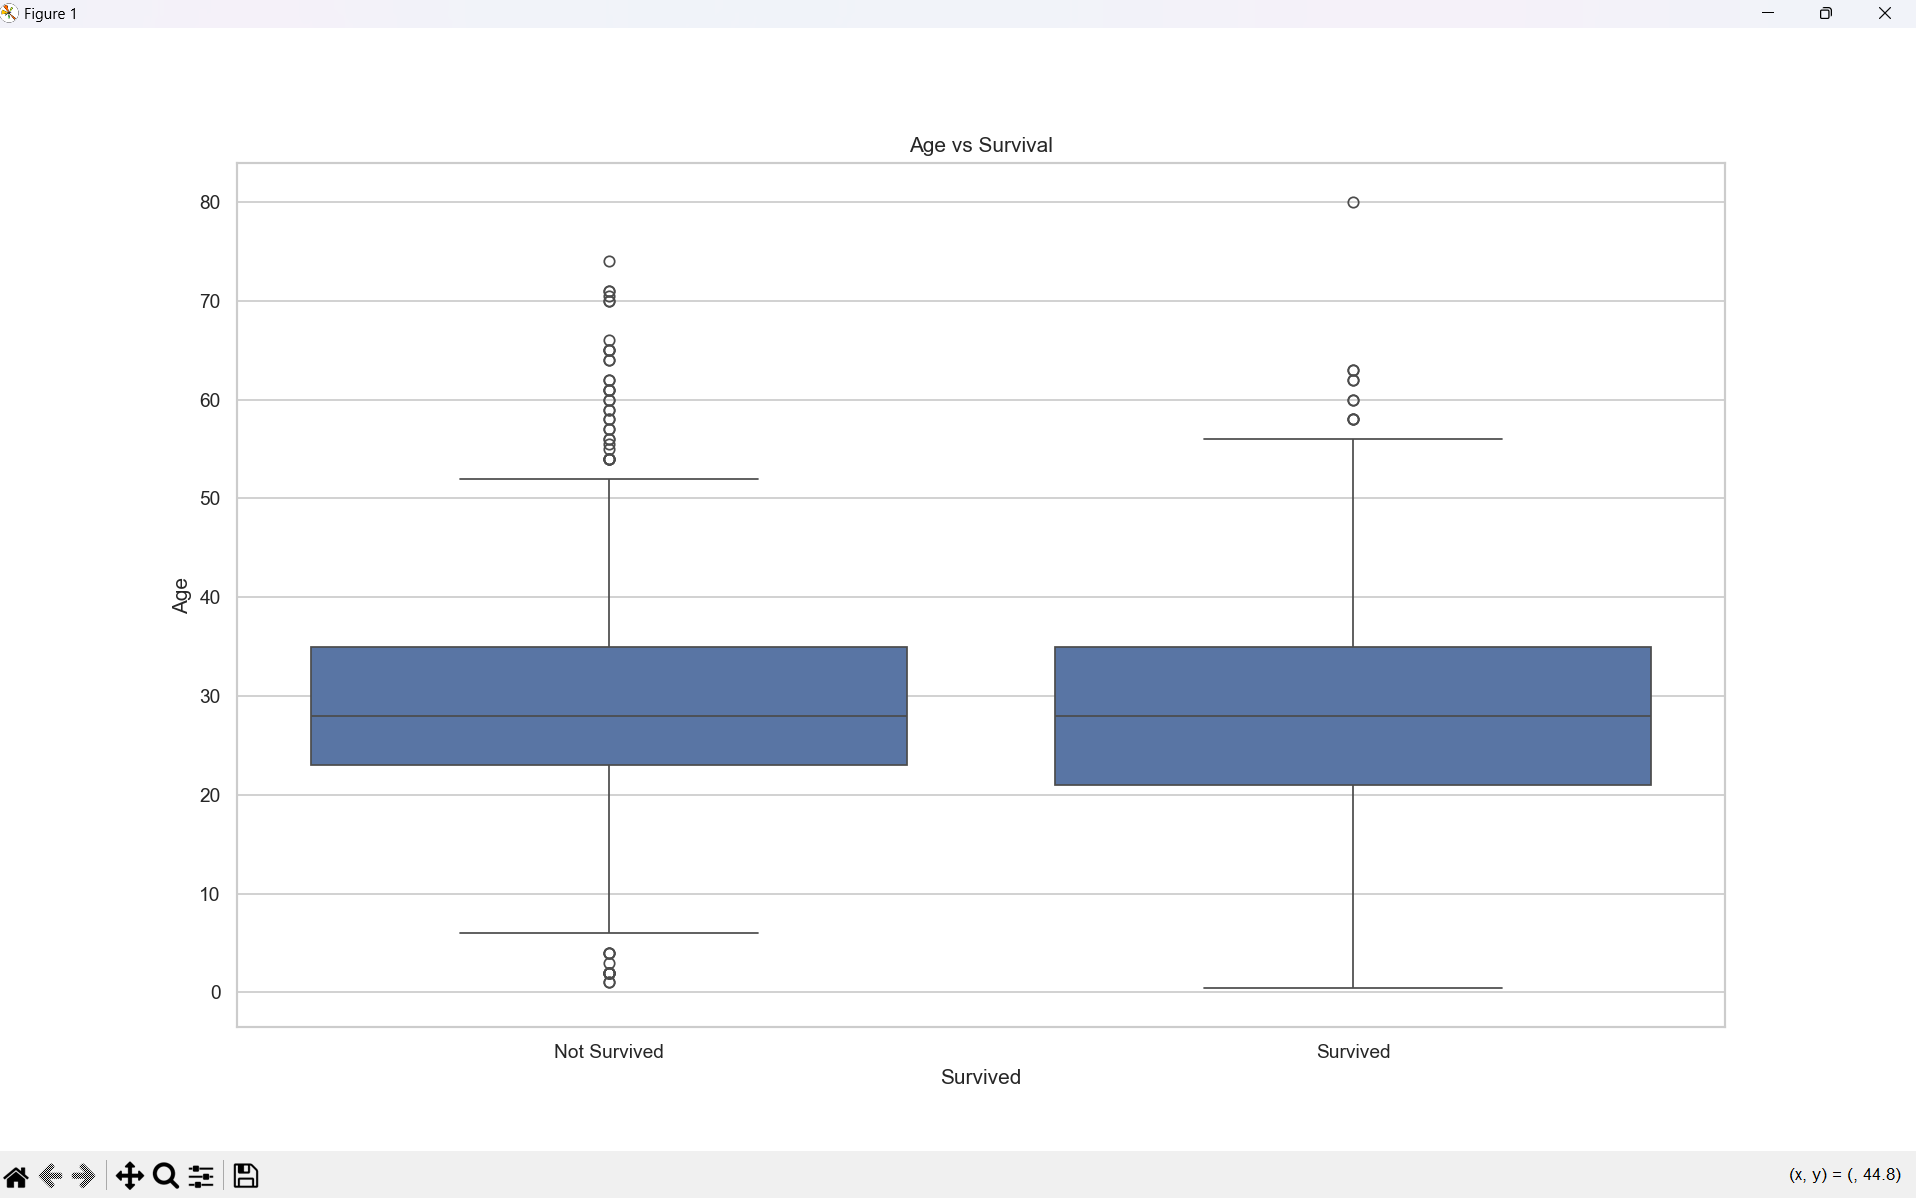 Figure 1
Age vs Survival
80
70
60
50
40
30
20
10
0
Age
Not Survived
Survived
Survived
(x, y) = (, 44.8)